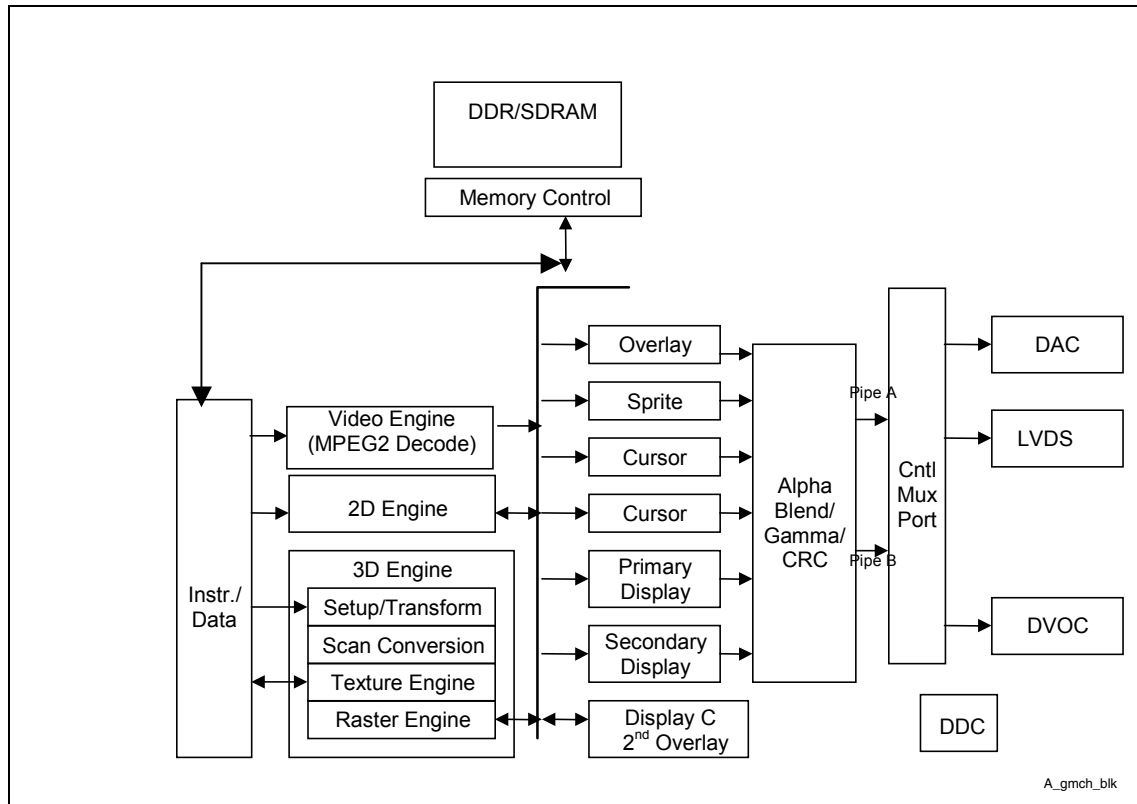 DDR/SDRAM
Memory Control
Instr./
Data
Video Engine
(MPEG2 Decode)
2D Engine
3D Engine
Setup/Transform
Scan Conversion
Texture Engine
Raster Engine
Overlay
Sprite
Cursor
Cursor
Primary
Display
Secondary
Display
Display C
2nd Overlay
Alpha
Blend/
Gamma/
CRC
Pipe A
Pipe B
Cntl
Mux
Port
DAC
LVDS
DVOC
DDC
A_gmch_blk